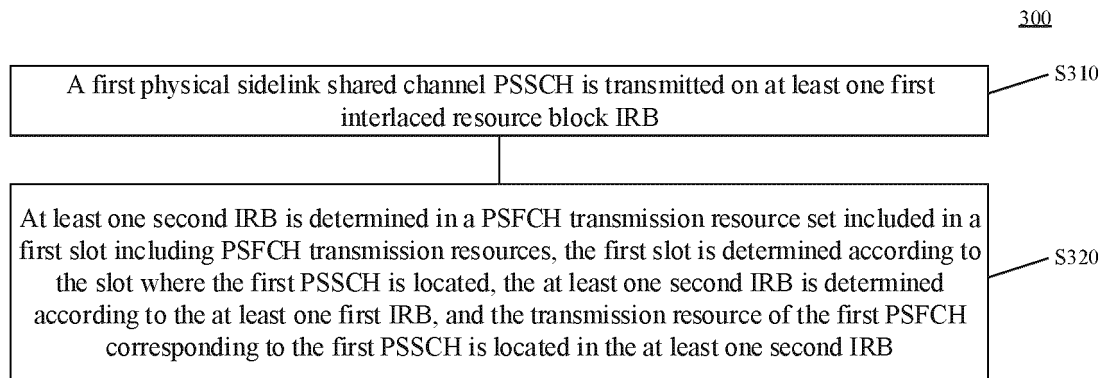 300
A first physical sidelink shared channel PSSCH is transmitted on at least one first
interlaced resource block IRB
S310
At least one second IRB is determined in a PSFCH transmission resource set included in
a first slot including PSFCH transmission resources, the first slot is determined according to
the slot where the first PSSCH is located, the at least one second IRB is determined
according to the at least one first IRB, and the transmission resource of the first PSFCH
corresponding to the first PSSCH is located in the at least one second IRB
S320